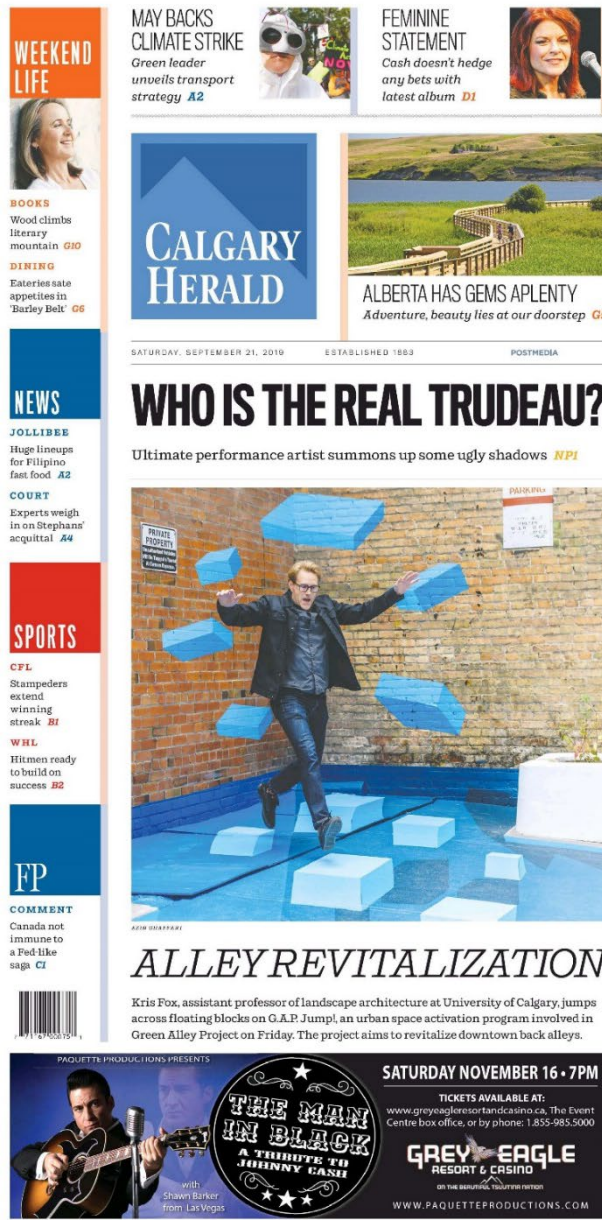 WEEKEND
LIFE
BOOKS
Wood climbs
literary
mountain G10
DINING
Eateries sate
appetites in
'Barley Belt' G6
NEWS
JOLLIBEE
Huge lineups
for Filipino
fast food A2
COURT
Experts weigh
in on Stephans'
acquittal A4
SPORTS
CFL
Stampeders
extend
winning
streak B1
WHL
Hitmen ready
to build on
success B2
FP
COMMENT
Canada not
immune to
a Fed-like
saga C1
MAY BACKS
CLIMATE STRIKE
Green leader
unveils transport
strategy A2
FEMININE
STATEMENT
Cash doesn't hedge
any bets with
latest album D1
CALGARY
HERALD
ALBERTA HAS GEMS APLENTY
Adventure, beauty lies at our doorstep
SATURDAY, SEPTEMBER 21, 2019 ESTABLISHED 1883 POSTMEDIA
WHO IS THE REAL TRUDEAU?
Ultimate performance artist summons up some ugly shadows NP1
PRIVATE
PROPERTY
PARKING
AZIN GHAFFARI
ALLEY REVITALIZATION
Kris Fox, assistant professor of landscape architecture at University of Calgary, jumps
across floating blocks on G.A.P. Jump!, an urban space activation program involved in
Green Alley Project on Friday. The project aims to revitalize downtown back alleys.
PAQUETTE PRODUCTIONS PRESENTS
THE MAN
IN BLACK
A TRIBUTE TO
JOHNNY CASH
with
Shawn Barker
from Las Vegas
SATURDAY NOVEMBER 16 • 7PM
TICKETS AVAILABLE AT:
www.greyeagleresortandcasino.ca, The Event
Centre box office, or by phone: 1.855-985.5000
GREY EAGLE
RESORT & CASINO
ON THE BEAUTIFUL TSUUT'INA NATION
WWW.PAQUETTEPRODUCTIONS.COM